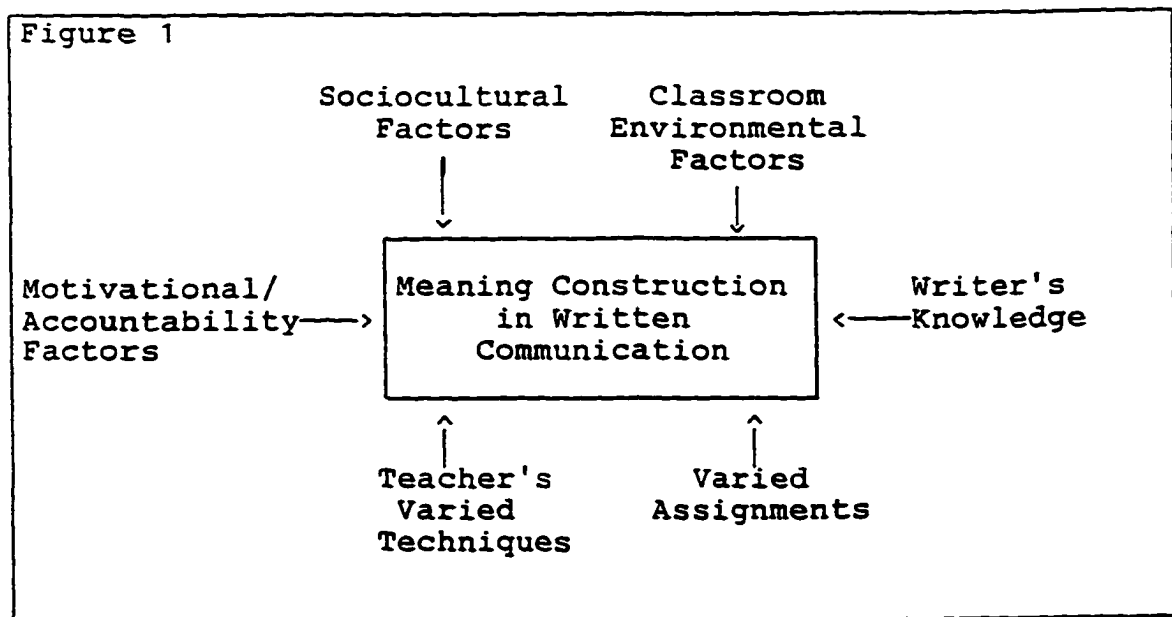 Figure 1
Sociocultural
Factors
Classroom
Environmental
Factors
Motivational/
Accountability
Factors
Meaning Construction
in Written
Communication
Writer's
Knowledge
Teacher's
Varied
Techniques
Varied
Assignments